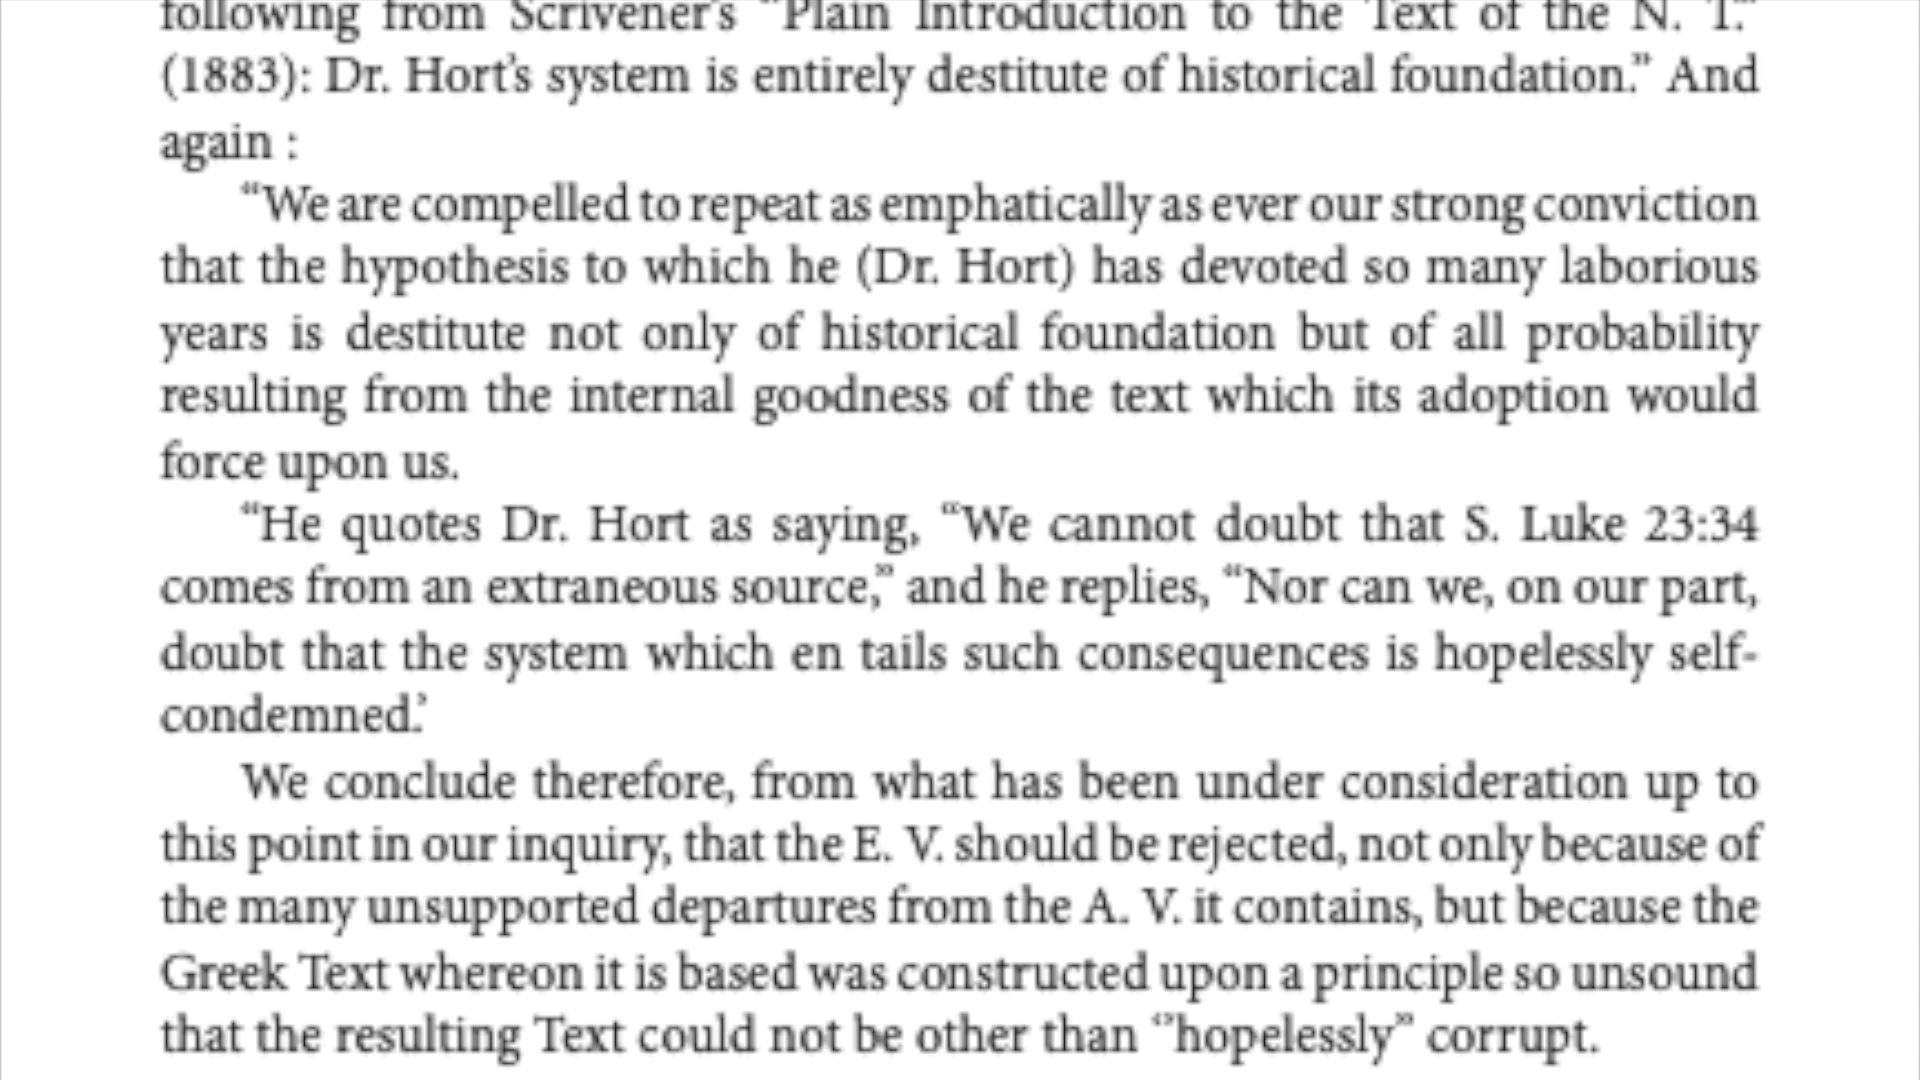 following from Scrivener's “Plain Introduction to the Text of the N. T.”
(1883): Dr. Hort's system is entirely destitute of historical foundation.” And
again :
“We are compelled to repeat as emphatically as ever our strong conviction
that the hypothesis to which he (Dr. Hort) has devoted so many laborious
years is destitute not only of historical foundation but of all probability
resulting from the internal goodness of the text which its adoption would
force upon us.
“He quotes Dr. Hort as saying, “We cannot doubt that S. Luke 23:34
comes from an extraneous source,” and he replies, “Nor can we, on our part,
doubt that the system which en tails such consequences is hopelessly self-
condemned.’
We conclude therefore, from what has been under consideration up to
this point in our inquiry, that the E. V. should be rejected, not only because of
the many unsupported departures from the A. V. it contains, but because the
Greek Text whereon it is based was constructed upon a principle so unsound
that the resulting Text could not be other than “hopelessly” corrupt.